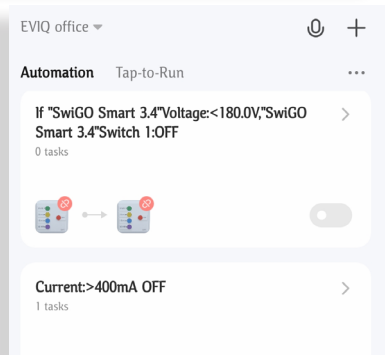 EVIQ office
Automation Tap-to-Run
If "SwiGO Smart 3.4"Voltage:<180.0V,"SwiGO
Smart 3.4"Switch 1:OFF
0 tasks
Current:>400mA OFF
1 tasks